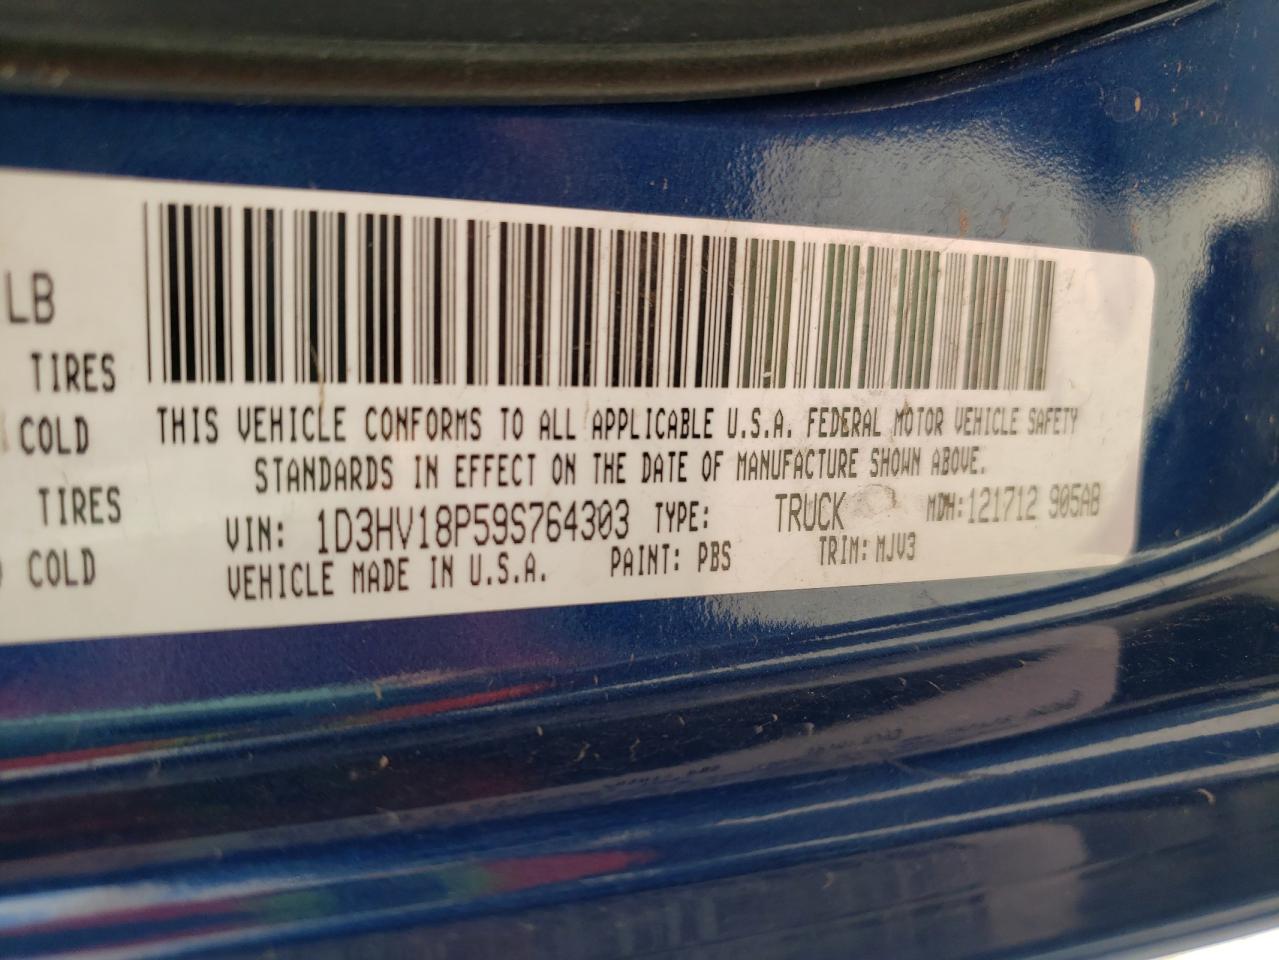 LB
TIRES
COLD
TIRES
COLD
THIS VEHICLE CONFORMS TO ALL APPLICABLE U.S.A. FEDERAL MOTOR VEHICLE SAFETY
STANDARDS IN EFFECT ON THE DATE OF MANUFACTURE SHOWN ABOVE.
VIN: 1D3HV18P59S764303 TYPE: TRUCK MDH:121712 905AB
VEHICLE MADE IN U.S.A. PAINT: PBS TRIM: MJV3